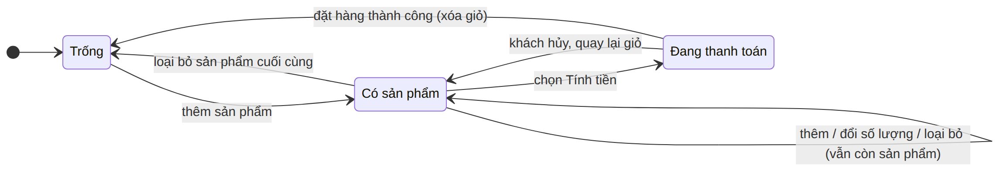 đặt hàng thành công (xóa giỏ)
khách hủy, quay lại giỏ
Trống
Đang thanh toán
loại bỏ sản phẩm cuối cùng
chọn Tính tiền
Có sản phẩm
thêm sản phẩm
thêm / đổi số lượng / loại bỏ
(vẫn còn sản phẩm)